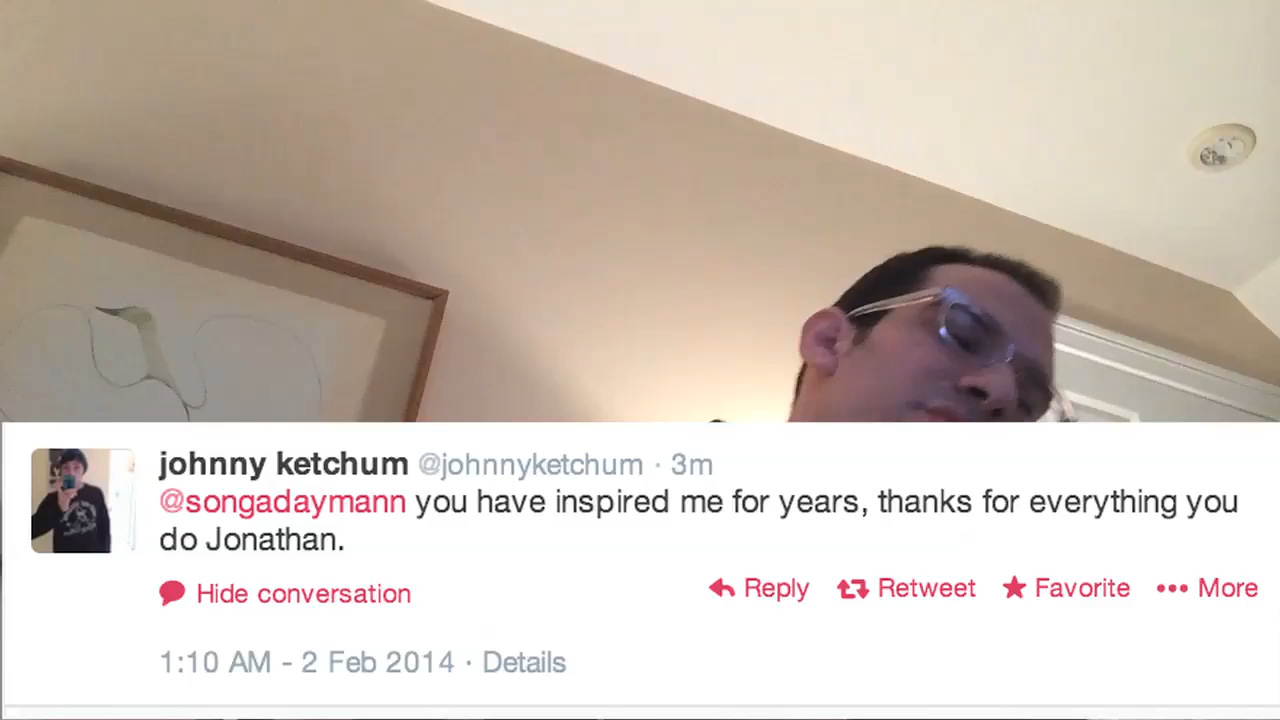 johnny ketchum @johnnyketchum · 3m
@songadaymann you have inspired me for years, thanks for everything you
do Jonathan.
Hide conversation Reply Retweet Favorite ••• More
1:10 AM - 2 Feb 2014 · Details